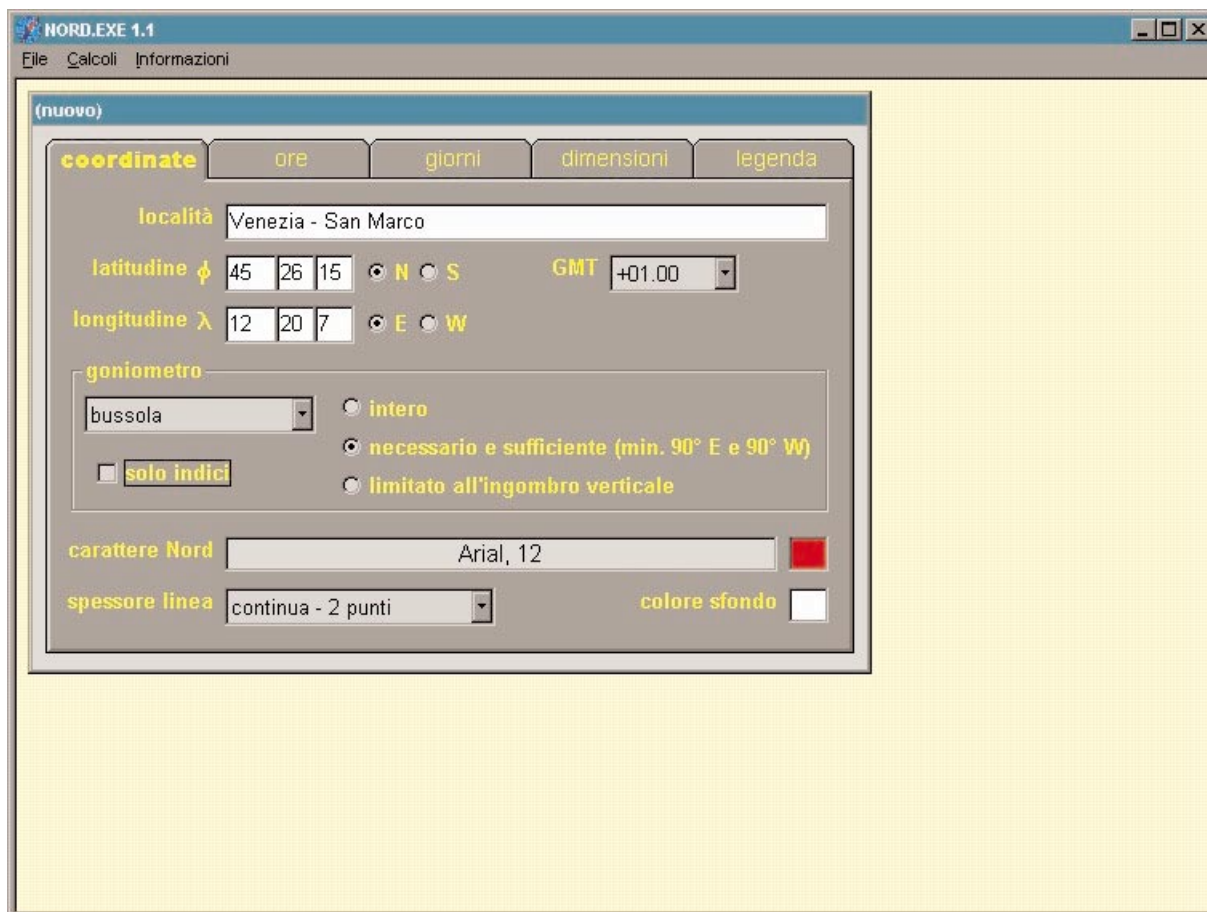 NORD.EXE 1.1
File Calcoli Informazioni
(nuovo)
coordinate ore giorni dimensioni legenda
località Venezia - San Marco
latitudine ϕ 45 26 15 N S GMT +01.00
longitudine λ 12 20 7 E W
goniometro
bussola intero
necessario e sufficiente (min. 90° E e 90° W)
solo indici
limitato all'ingombro verticale
carattere Nord Arial, 12
spessore linea continua - 2 punti colore sfondo